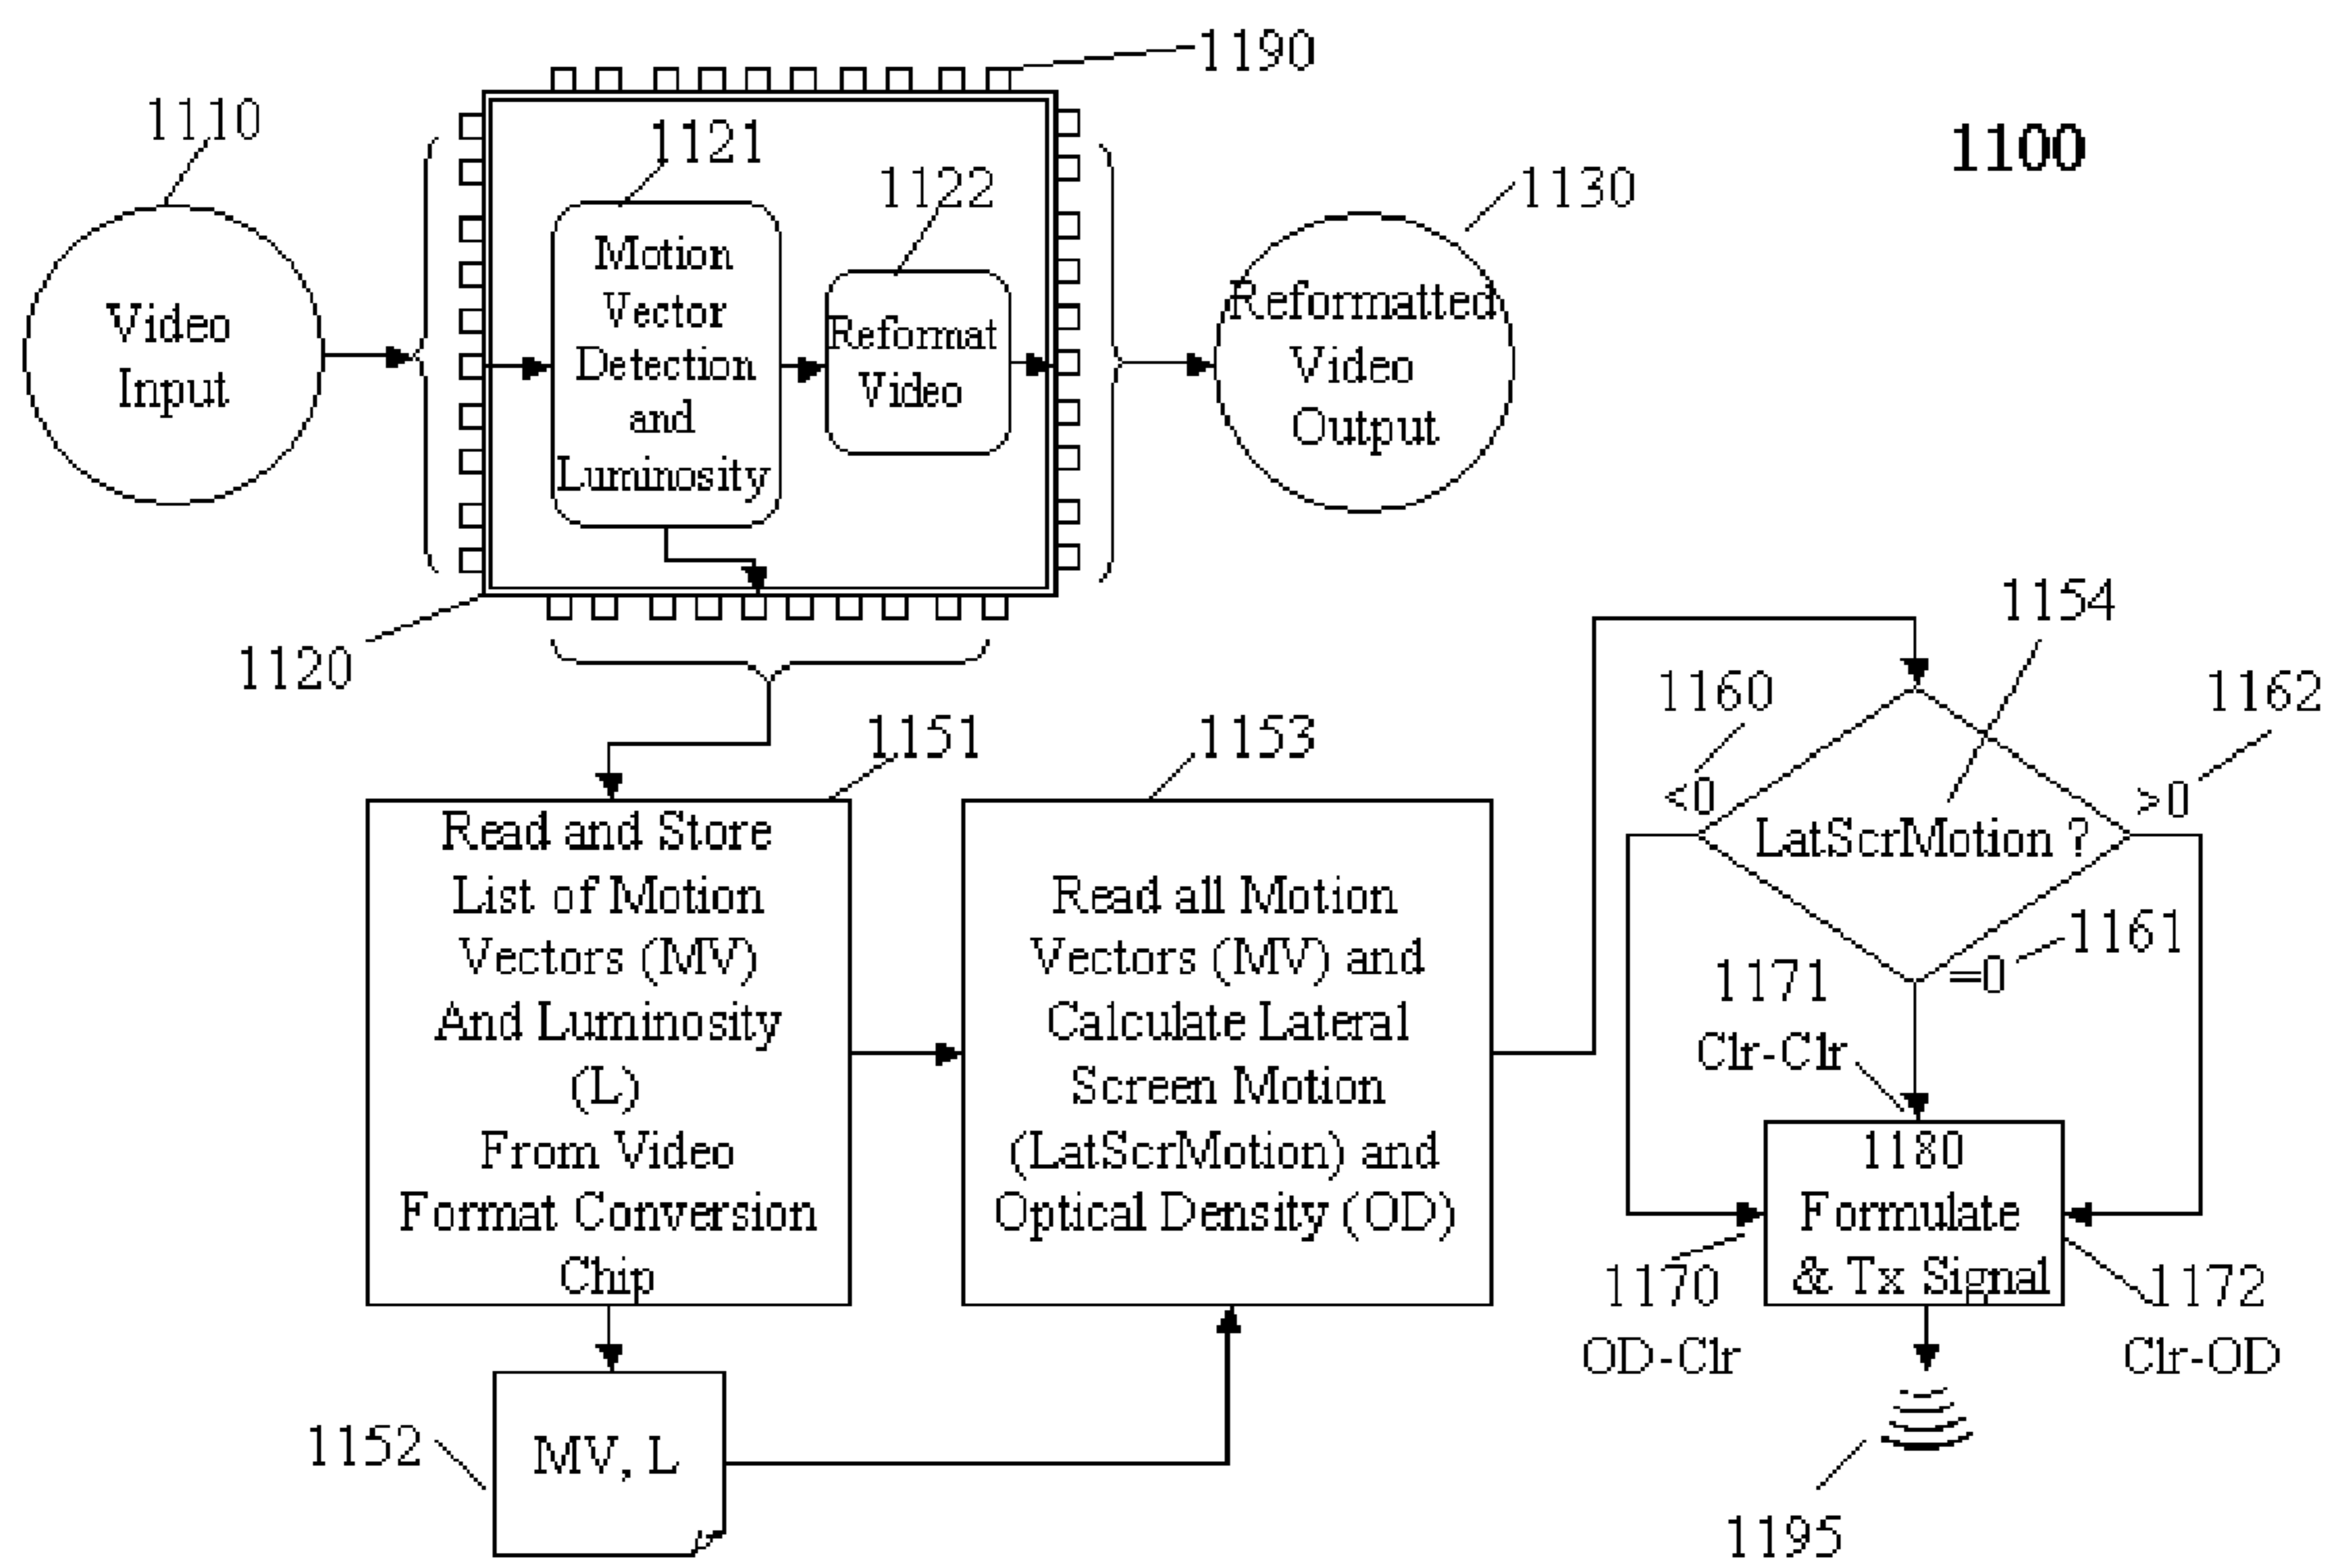 1190
1110
1121
1100
1122
1130
Video
Input
Motion
Vector
Detection
and
Luminosity
Reformat
Video
Reformatted
Video
Output
1120
1154
1160
1162
1151
1153
<0
>0
LatScrMotion ?
=0
1161
Read and Store
List of Motion
Vectors (MV)
And Luminosity
(L)
From Video
Format Conversion
Chip
Read all Motion
Vectors (MV) and
Calculate Lateral
Screen Motion
(LatScrMotion) and
Optical Density (OD)
1171
Clr-Clr
1180
Formulate
& Tx Signal
1170
OD-Clr
1172
Clr-OD
1152
MV, L
1195